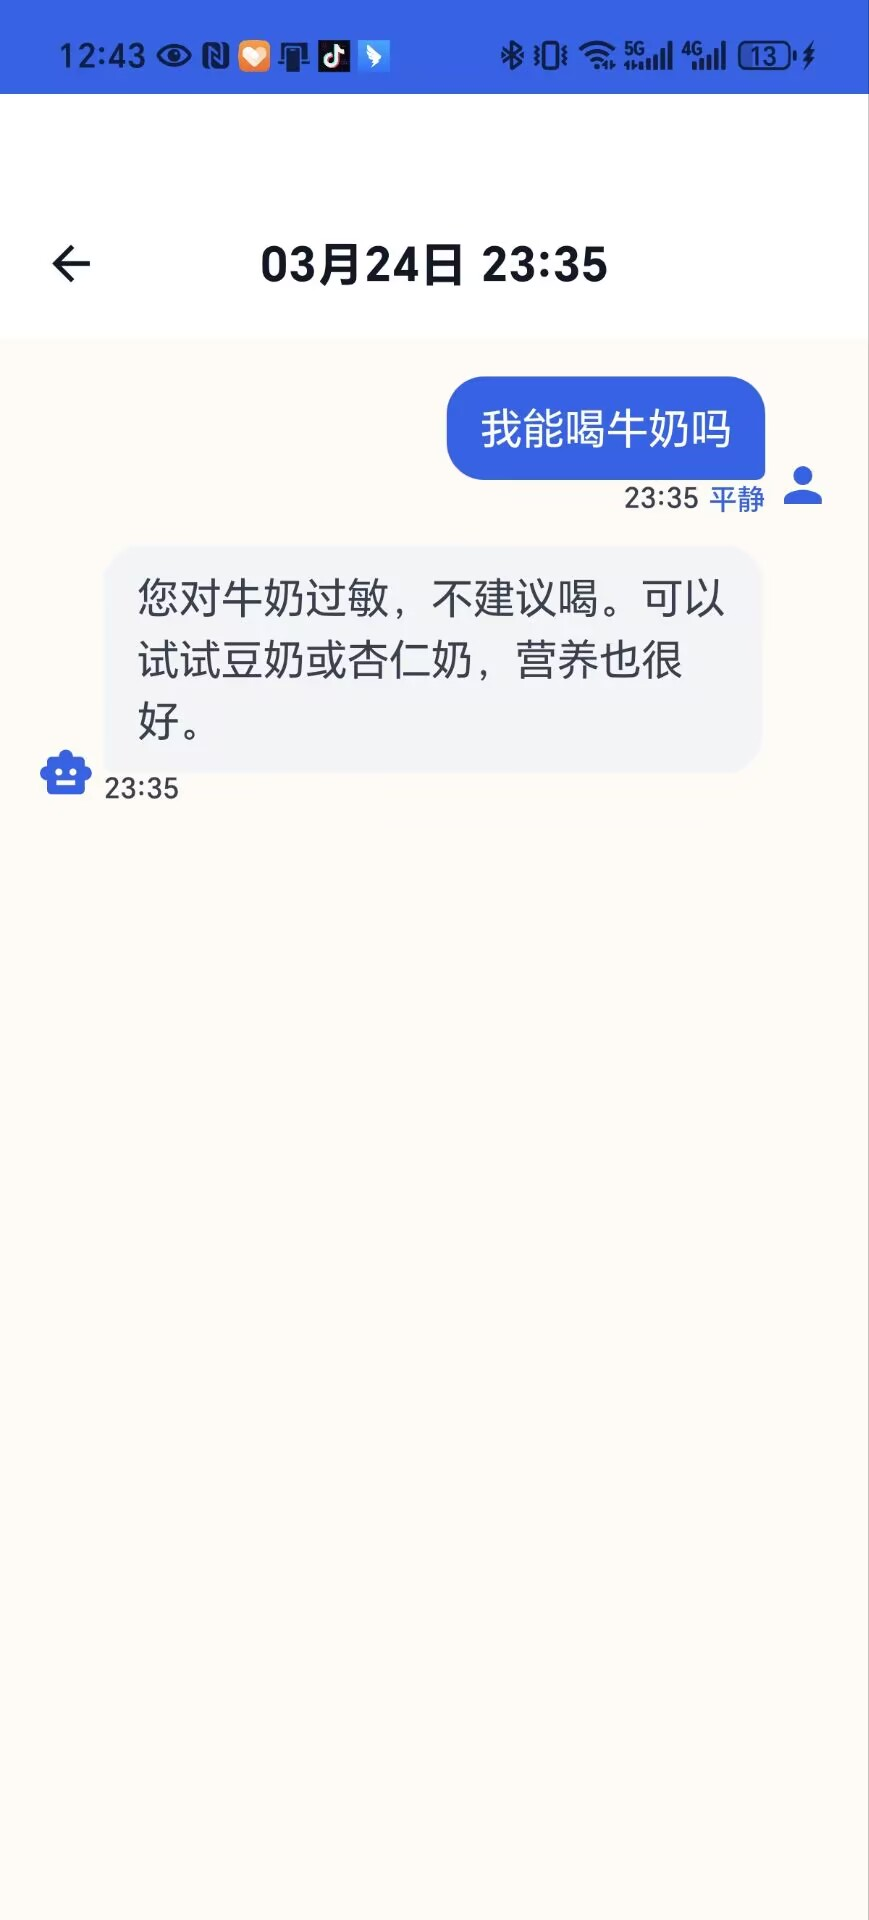 12:43 5G 4G 13
03月24日 23:35
我能喝牛奶吗
23:35 平静
您对牛奶过敏，不建议喝。可以
试试豆奶或杏仁奶，营养也很
好。
23:35